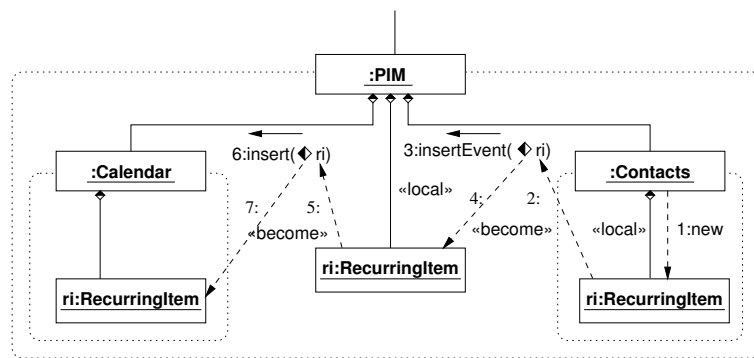 :PIM
6:insert( ri)
3:insertEvent( ri)
:Calendar
:Contacts
«local»
7:
5:
4:
2:
«become»
«become»
«local»
1:new
ri:RecurringItem
ri:RecurringItem
ri:RecurringItem